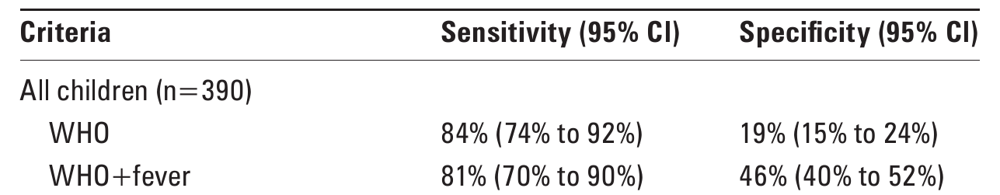 Criteria Sensitivity (95% CI) Specificity (95% CI)
All children (n=390)
WHO 84% (74% to 92%) 19% (15% to 24%)
WHO+fever 81% (70% to 90%) 46% (40% to 52%)